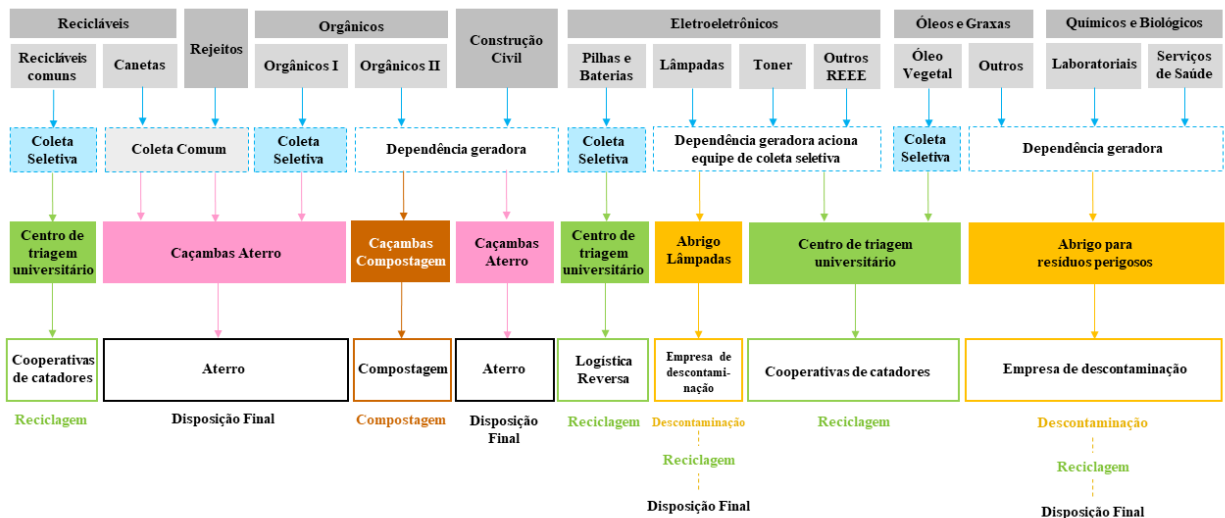 Recicláveis
Rejeitos
Orgânicos
Construção
Civil
Eletroeletrônicos
Óleos e Graxas
Químicos e Biológicos
Recicláveis
comuns
Canetas
Orgânicos I
Orgânicos II
Pilhas e
Baterias
Lâmpadas
Toner
Outros
REEE
Óleo
Vegetal
Outros
Laboratoriais
Serviços
de Saúde
Coleta
Seletiva
Coleta Comum
Coleta
Seletiva
Dependência geradora
Coleta
Seletiva
Dependência geradora aciona
equipe de coleta seletiva
Coleta
Seletiva
Dependência geradora
Centro de
triagem
universitário
Caçambas Aterro
Caçambas
Compostagem
Caçambas
Aterro
Centro de
triagem
universitário
Abrigo
Lâmpadas
Centro de triagem
universitário
Abrigo para
resíduos perigosos
Cooperativas
de catadores
Aterro
Compostagem
Aterro
Logística
Reversa
Empresa de
descontami-
nação
Cooperativas de catadores
Empresa de descontaminação
Reciclagem
Disposição Final
Compostagem
Disposição
Final
Reciclagem
Descontaminação
Reciclagem
Disposição Final
Reciclagem
Descontaminação
Reciclagem
Disposição Final